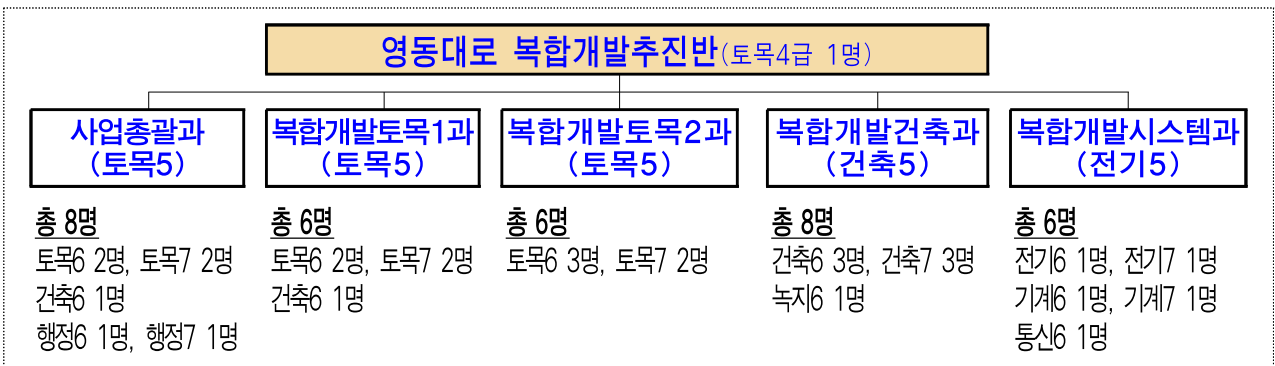 영동대로 복합개발추진반(토목4급 1명)
사업총괄과
(토목5)
복합개발토목1과
(토목5)
복합개발토목2과
(토목5)
복합개발건축과
(건축5)
복합개발시스템과
(전기5)
총 8명
토목6 2명, 토목7 2명
건축6 1명
행정6 1명, 행정7 1명
총 6명
토목6 2명, 토목7 2명
건축6 1명
총 6명
토목6 3명, 토목7 2명
총 8명
건축6 3명, 건축7 3명
녹지6 1명
총 6명
전기6 1명, 전기7 1명
기계6 1명, 기계7 1명
통신6 1명